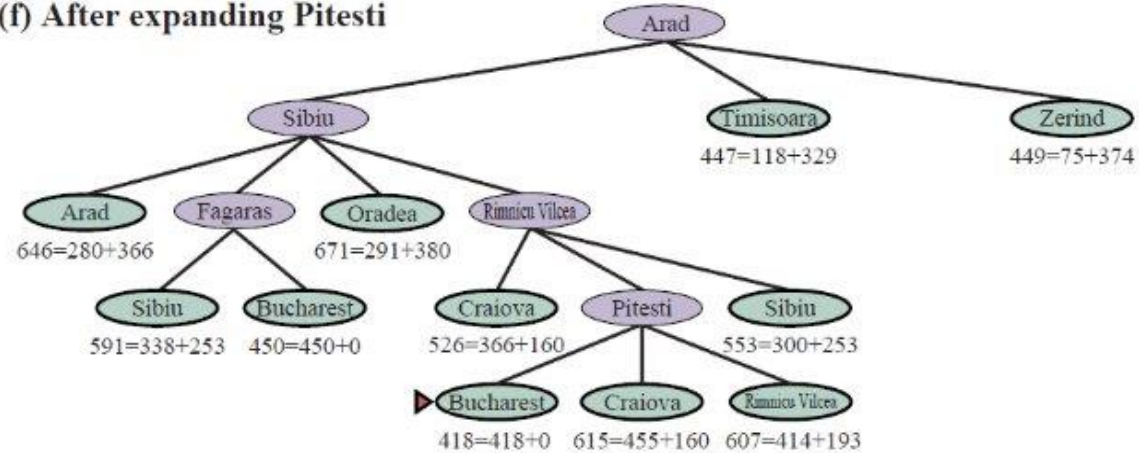 (f) After expanding Pitesti
Arad
Sibiu
Timisoara
Zerind
447=118+329
449=75+374
Arad
Fagaras
Oradea
Rimnicu Vilcea
646=280+366
671=291+380
Sibiu
Bucharest
Craiova
Pitesti
Sibiu
591=338+253
450=450+0
526=366+160
553=300+253
Bucharest
Craiova
Rimnicu Vilcea
418=418+0
615=455+160
607=414+193